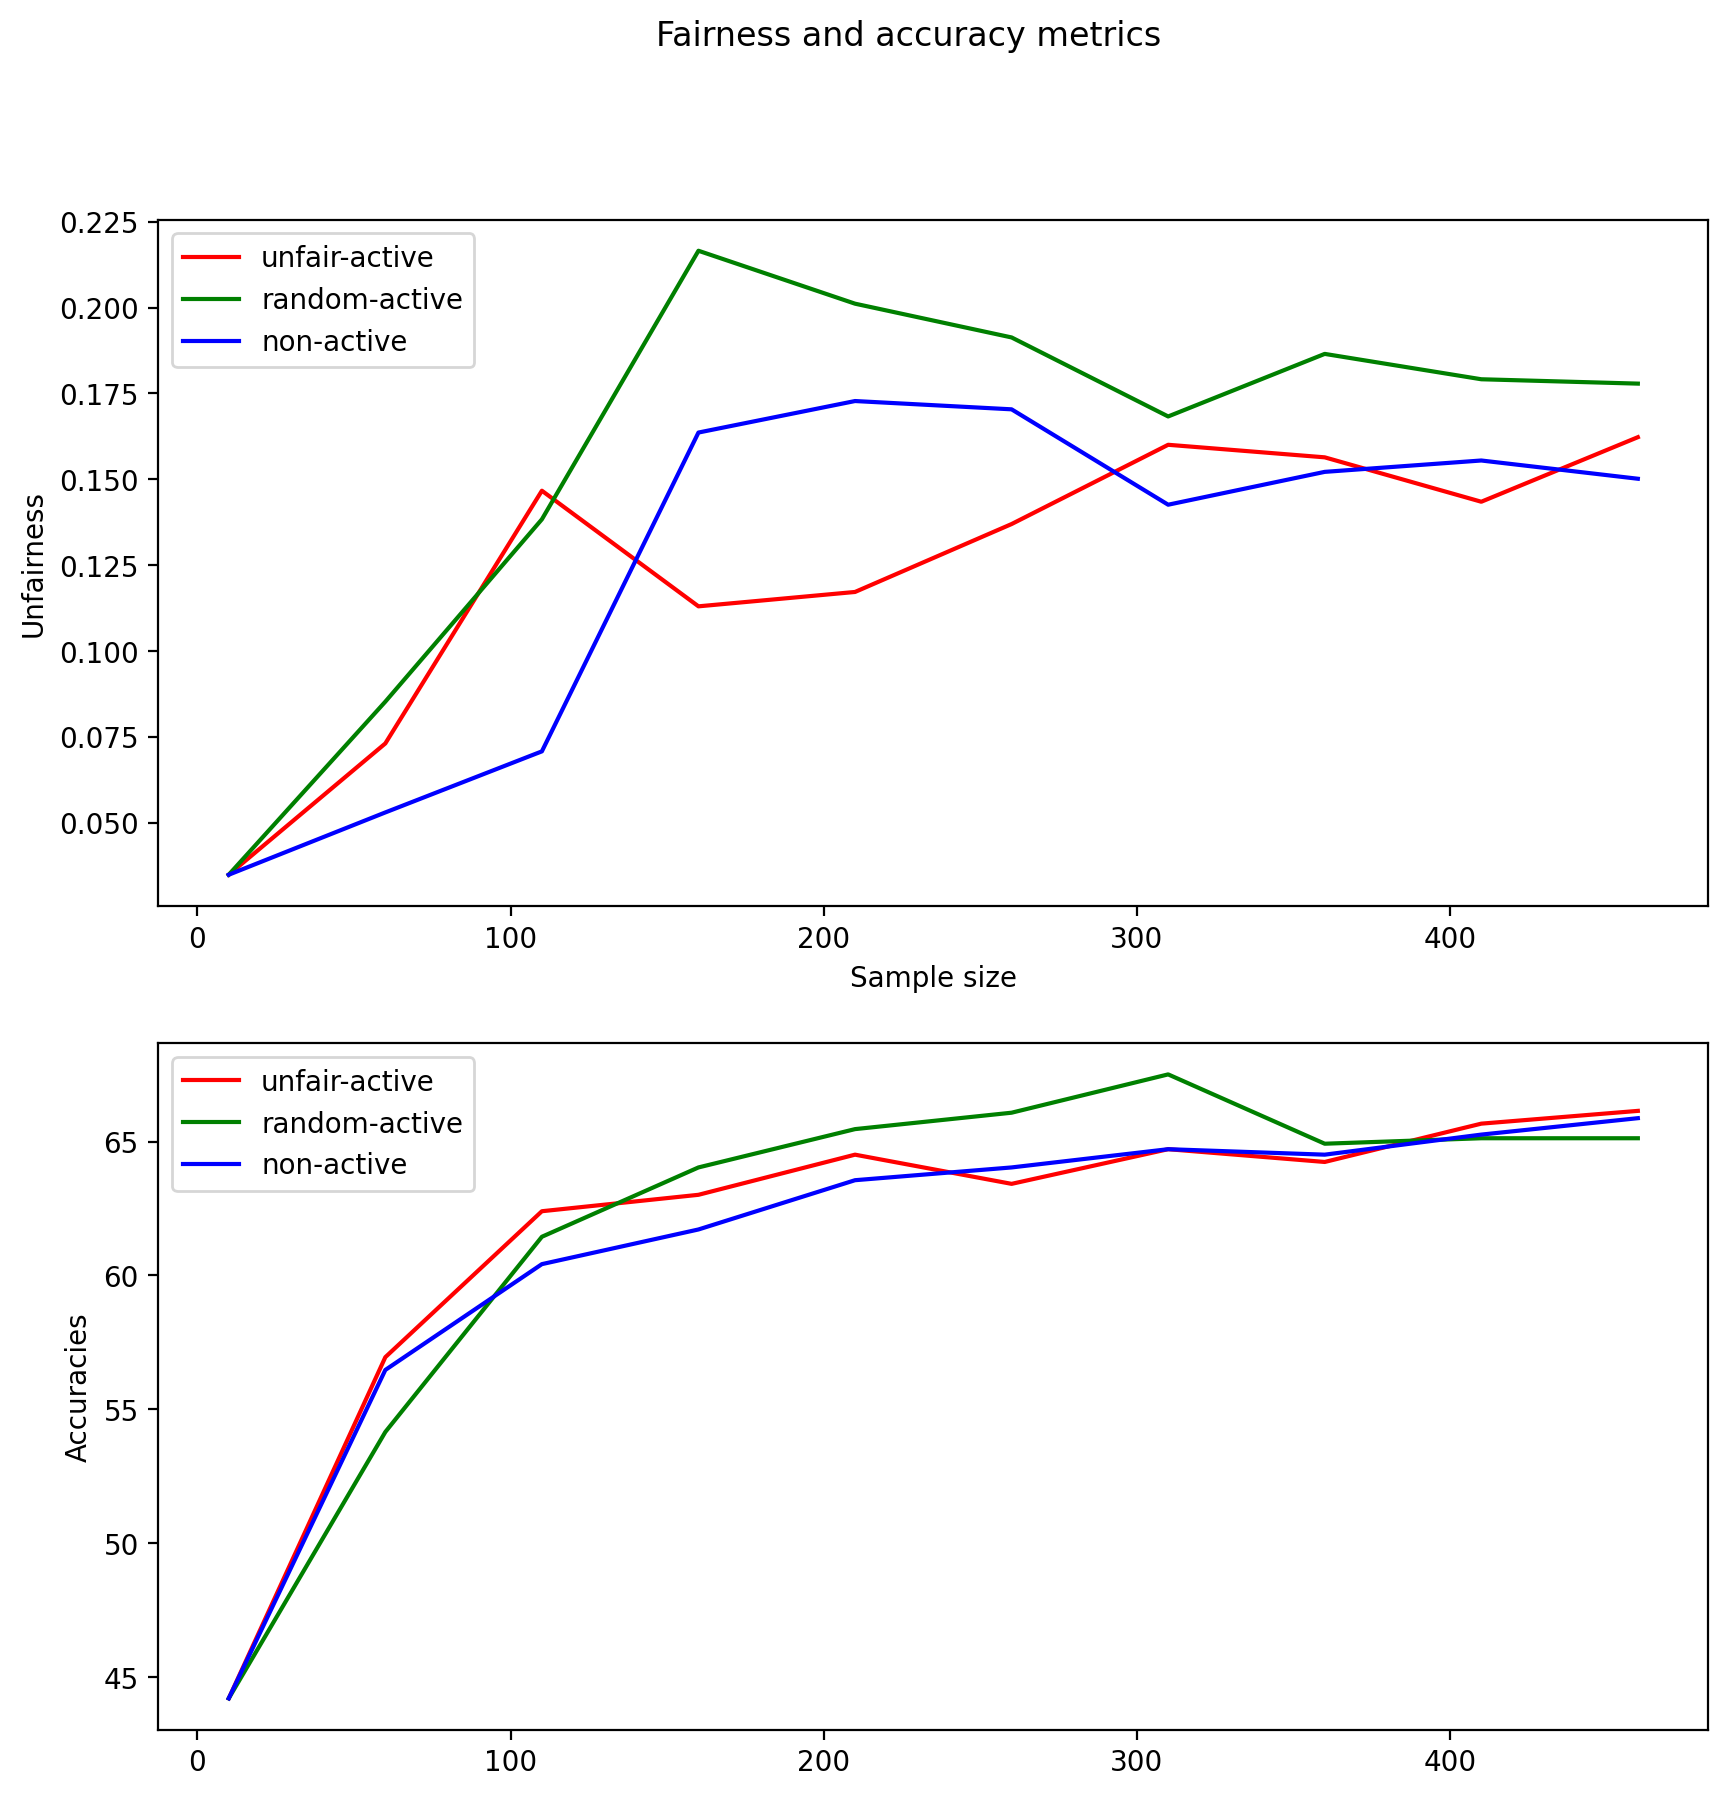 Fairness and accuracy metrics
0.225
0.200
0.175
0.150
0.125
0.100
0.075
0.050
Unfairness
unfair-active
random-active
non-active
0 100 200 300 400
Sample size
65
60
55
50
45
Accuracies
unfair-active
random-active
non-active
0 100 200 300 400